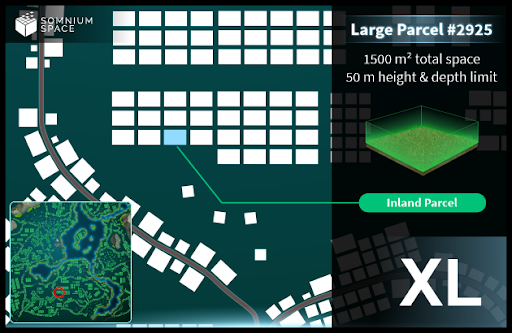 SOMNIUM
SPACE
Large Parcel #2925
1500 m² total space
50 m height & depth limit
Inland Parcel
XL